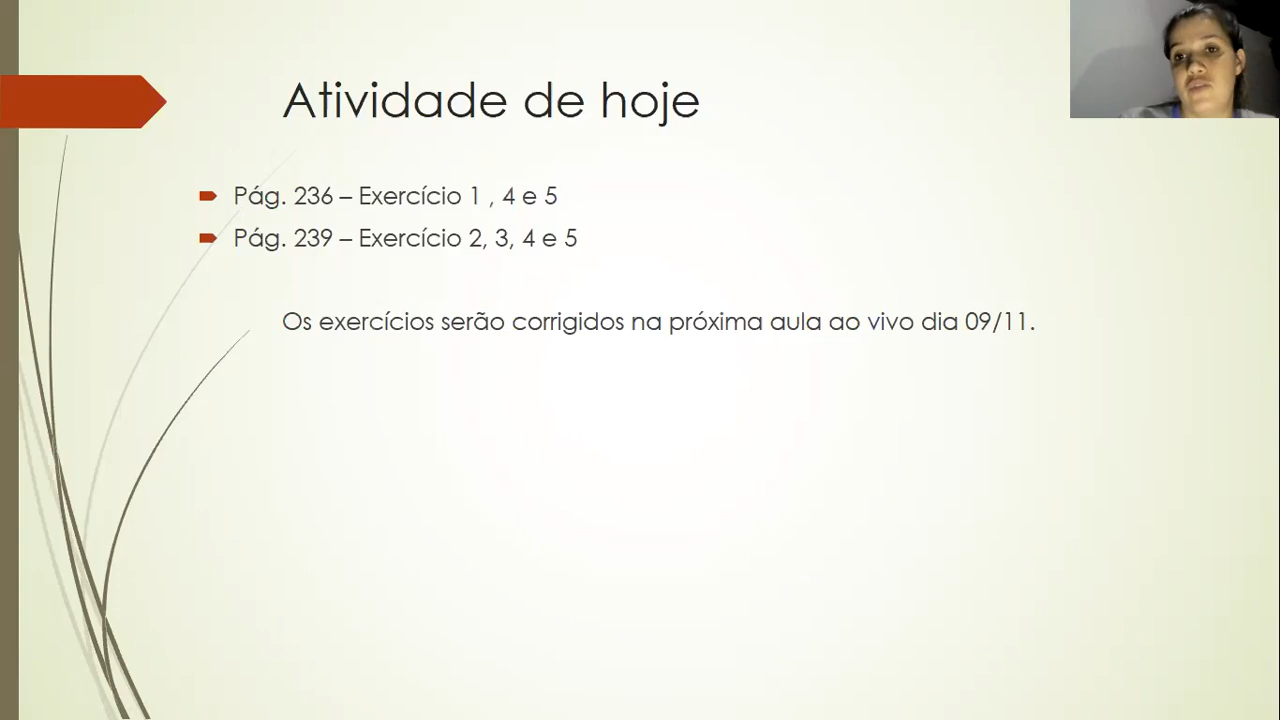 Atividade de hoje
Pág. 236 – Exercício 1 , 4 e 5
Pág. 239 – Exercício 2, 3, 4 e 5
Os exercícios serão corrigidos na próxima aula ao vivo dia 09/11.